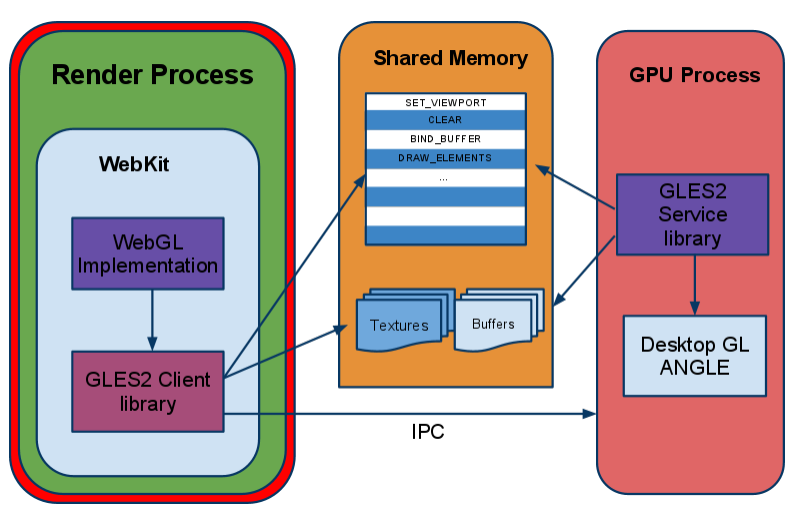 Render Process
WebKit
WebGL
Implementation
GLES2 Client
library
Shared Memory
SET_VIEWPORT
CLEAR
BIND_BUFFER
DRAW_ELEMENTS
...
Textures
Buffers
IPC
GPU Process
GLES2
Service
library
Desktop GL
ANGLE